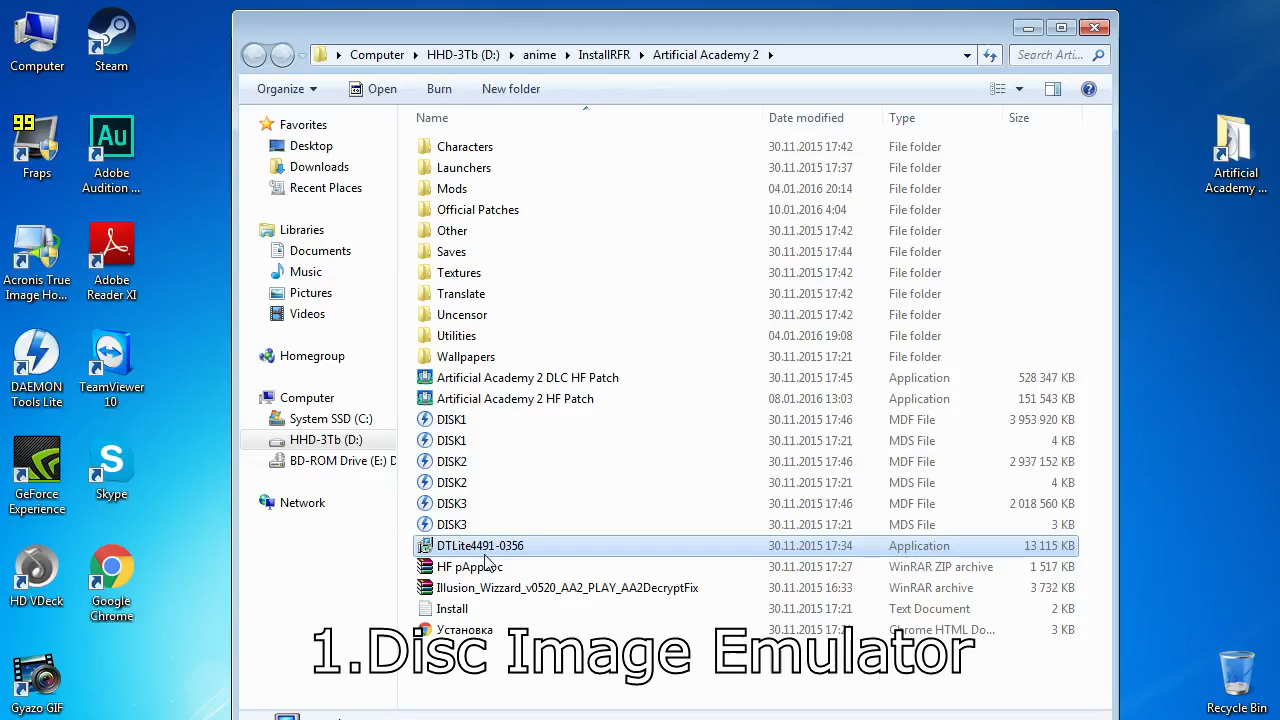 Computer
Steam
99
Fraps
Au
Adobe
Audition ...
Acronis True
Image Ho...
Adobe
Reader XI
DAEMON
Tools Lite
TeamViewer
10
GeForce
Experience
S
Skype
HD VDeck
Google
Chrome
Gyazo GIF
Computer HHD-3Tb (D:) anime InstallRFR Artificial Academy 2
Search Arti...
Organize Open Burn New folder
Favorites
Desktop
Downloads
Recent Places
Libraries
Documents
Music
Pictures
Videos
Homegroup
Computer
System SSD (C:)
HHD-3Tb (D:)
BD-ROM Drive (E:) D
Network
Name Date modified Type Size
Characters 30.11.2015 17:42 File folder
Launchers 30.11.2015 17:37 File folder
Mods 04.01.2016 20:14 File folder
Official Patches 10.01.2016 4:04 File folder
Other 30.11.2015 17:42 File folder
Saves 30.11.2015 17:44 File folder
Textures 30.11.2015 17:42 File folder
Translate 30.11.2015 17:42 File folder
Uncensor 30.11.2015 17:42 File folder
Utilities 04.01.2016 19:08 File folder
Wallpapers 30.11.2015 17:21 File folder
Artificial Academy 2 DLC HF Patch 30.11.2015 17:45 Application 528 347 KB
Artificial Academy 2 HF Patch 08.01.2016 13:03 Application 151 543 KB
DISK1 30.11.2015 17:46 MDF File 3 953 920 KB
DISK1 30.11.2015 17:21 MDS File 4 KB
DISK2 30.11.2015 17:46 MDF File 2 937 152 KB
DISK2 30.11.2015 17:21 MDS File 4 KB
DISK3 30.11.2015 17:46 MDF File 2 018 560 KB
DISK3 30.11.2015 17:21 MDS File 3 KB
DTLite4491-0356 30.11.2015 17:34 Application 13 115 KB
HF pAppLoc 30.11.2015 17:27 WinRAR ZIP archive 1 517 KB
Illusion_Wizzard_v0520_AA2_PLAY_AA2DecryptFix 30.11.2015 16:33 WinRAR archive 3 732 KB
Install 30.11.2015 17:21 Text Document 2 KB
Установка 30.11.2015 Chrome HTML Do... 1 KB
1.Disc Image Emulator
Artificial
Academy ...
Recycle Bin